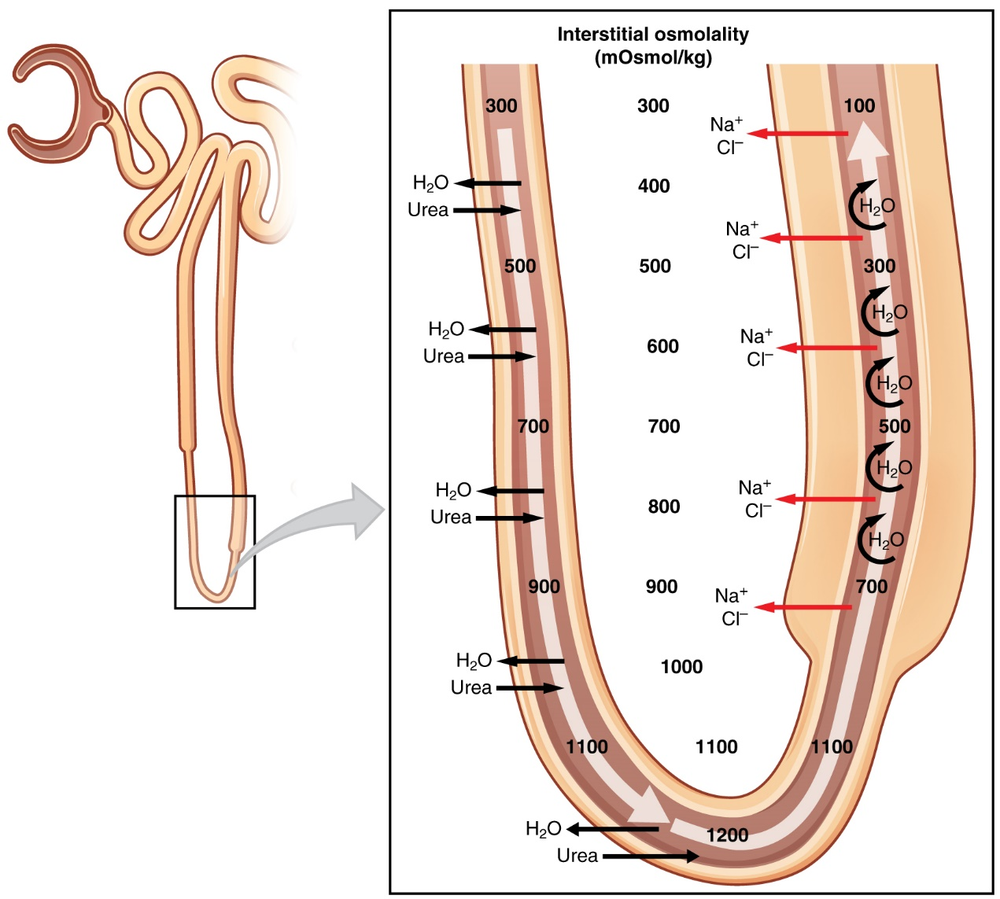 Interstitial osmolality
(mOsmol/kg)
300 300 100
Na⁺
Cl⁻
H₂O 400
Urea H₂O
Na⁺
Cl⁻
500 500 300
H₂O H₂O
Urea 600 Na⁺
Cl⁻
H₂O
700 700 500
H₂O H₂O
Urea 800 Na⁺
Cl⁻
H₂O
900 900 700
Na⁺
Cl⁻
H₂O 1000
Urea
1100 1100 1100
H₂O 1200
Urea